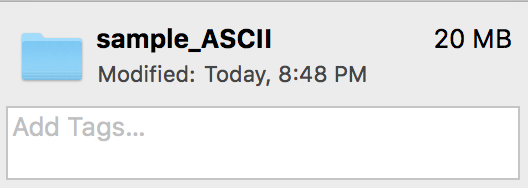 sample_ASCII 20 MB
Modified: Today, 8:48 PM
Add Tags...